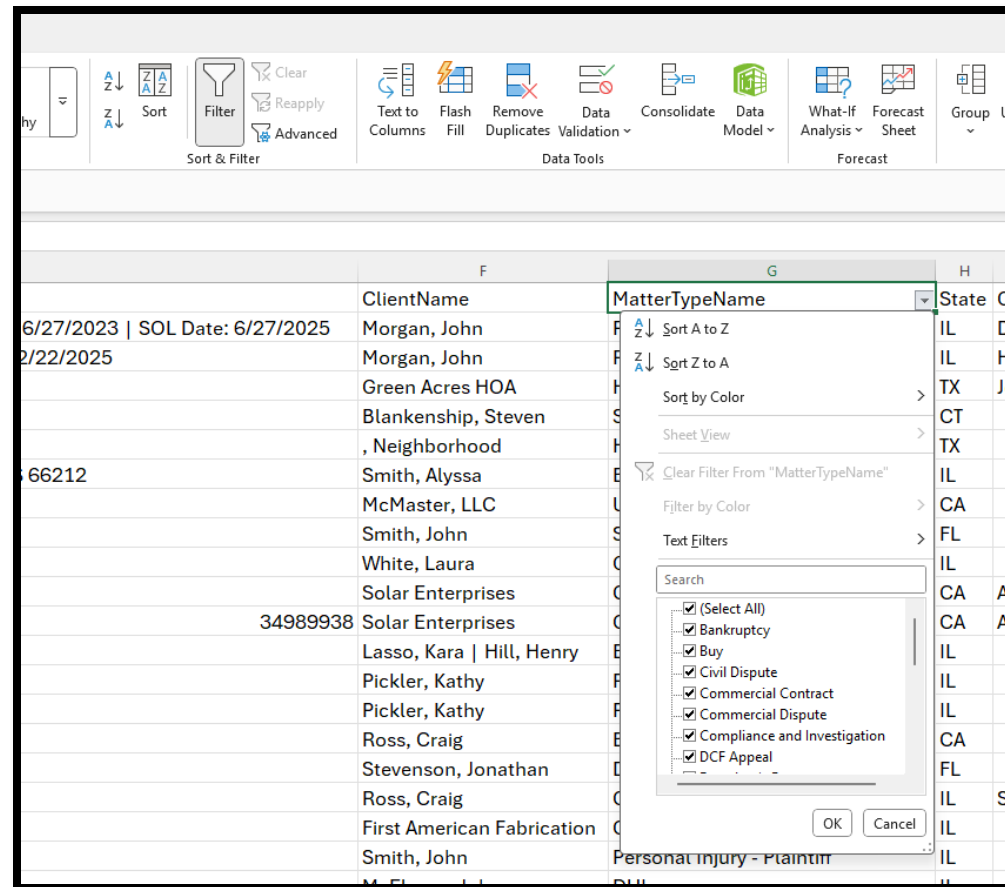 hy
Sort
Filter
Clear
Reapply
Advanced
Sort & Filter
Text to Columns
Flash Fill
Remove Duplicates
Data Validation
Consolidate
Data Model
Data Tools
What-If Analysis
Forecast Sheet
Forecast
Group
F G H
ClientName MatterTypeName State
6/27/2023 | SOL Date: 6/27/2025 Morgan, John IL
2/22/2025 Morgan, John IL
Green Acres HOA TX
Blankenship, Steven CT
, Neighborhood TX
66212 Smith, Alyssa IL
McMaster, LLC CA
Smith, John FL
White, Laura IL
Solar Enterprises CA
34989938 Solar Enterprises CA
Lasso, Kara | Hill, Henry IL
Pickler, Kathy IL
Pickler, Kathy IL
Ross, Craig CA
Stevenson, Jonathan FL
Ross, Craig IL
First American Fabrication IL
Smith, John Personal Injury - Plaintiff IL
Sort A to Z
Sort Z to A
Sort by Color
Sheet View
Clear Filter From "MatterTypeName"
Filter by Color
Text Filters
Search
(Select All)
Bankruptcy
Buy
Civil Dispute
Commercial Contract
Commercial Dispute
Compliance and Investigation
DCF Appeal
OK Cancel